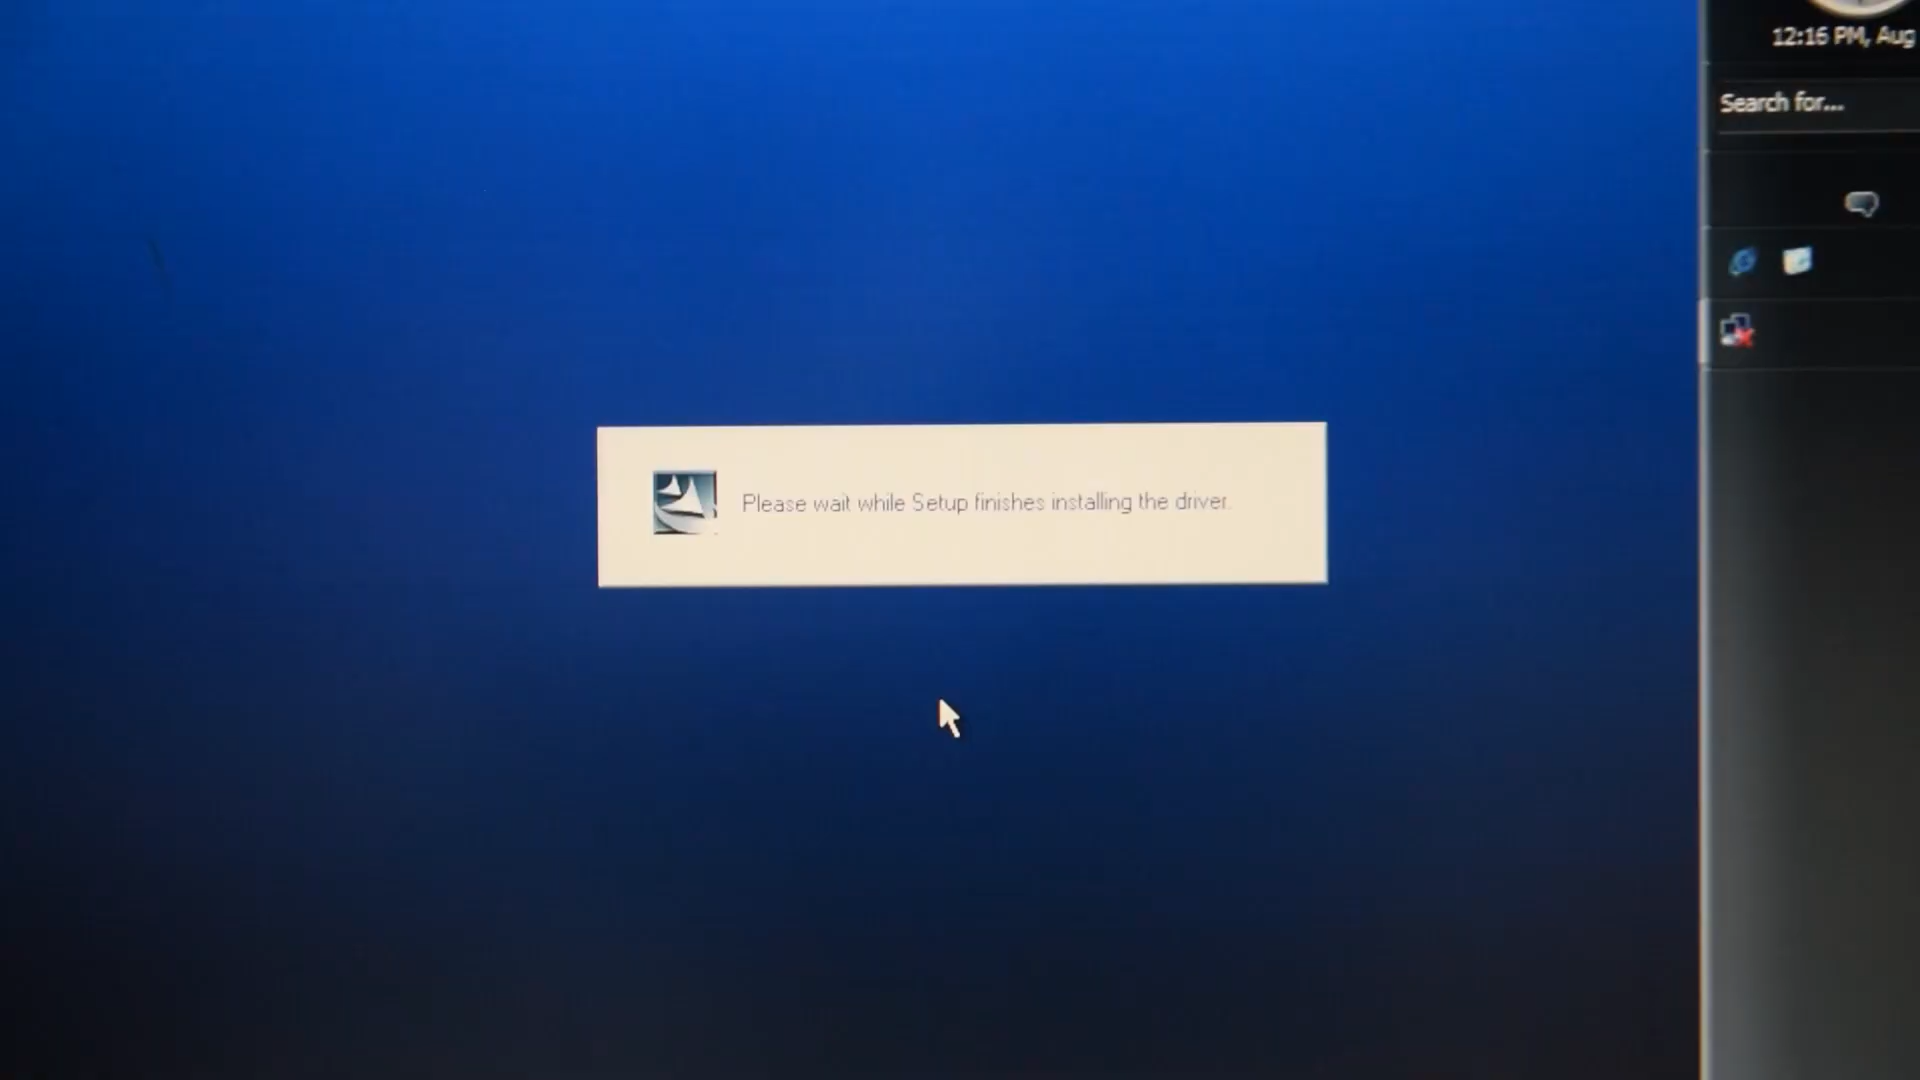 12:16 PM, Aug
Search for...
Please wait while Setup finishes installing the driver.